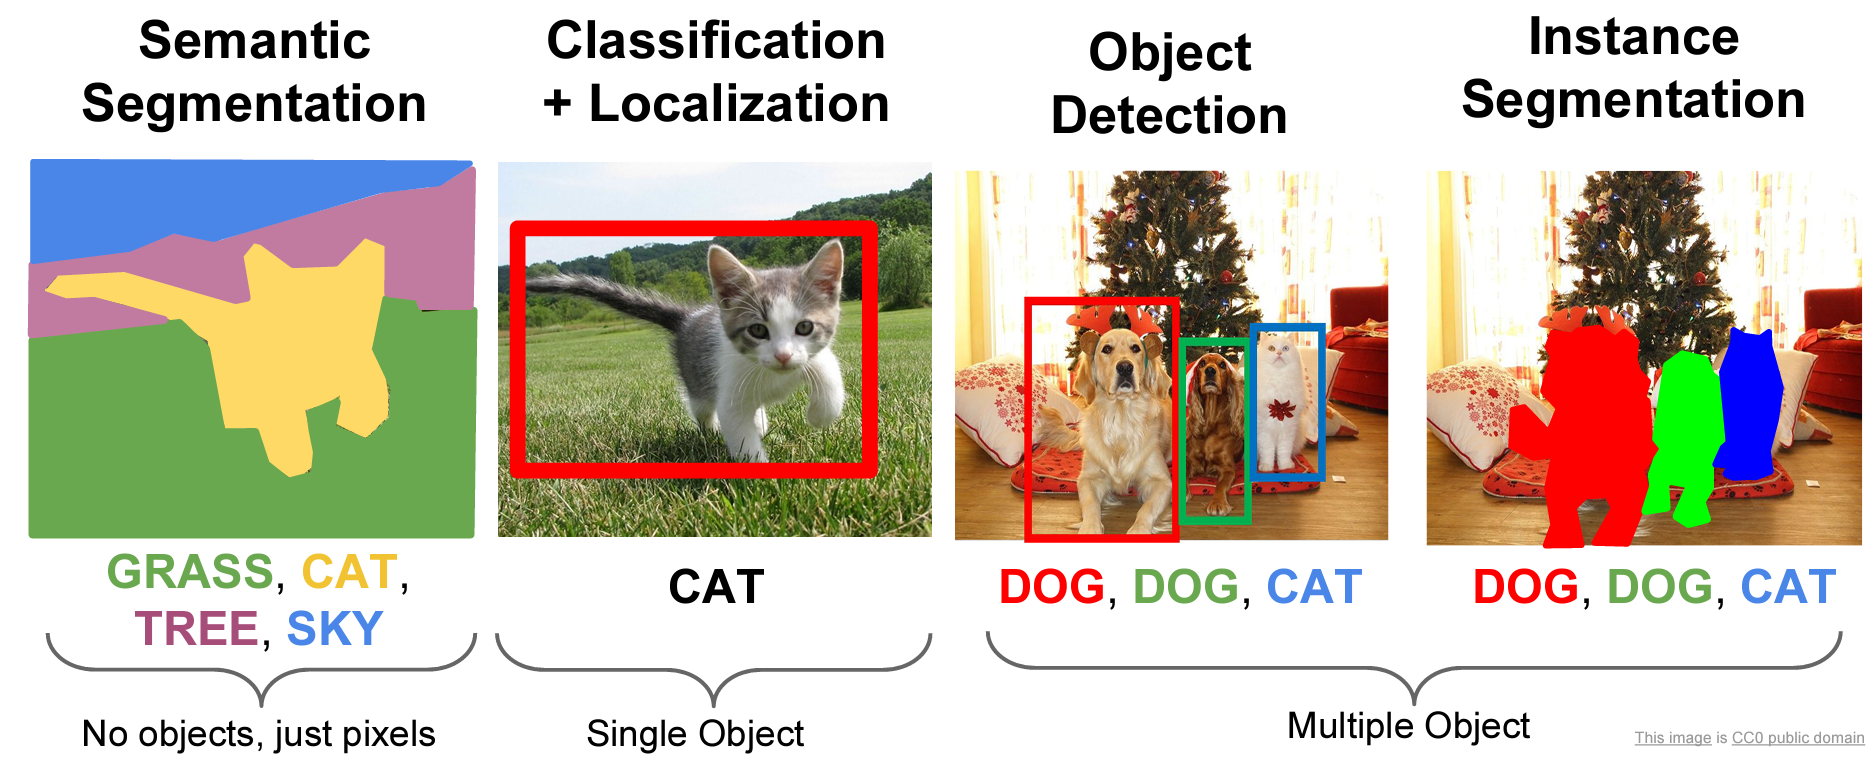 Semantic
Segmentation
Classification
+ Localization
Object
Detection
Instance
Segmentation
GRASS, CAT,
TREE, SKY
CAT
DOG, DOG, CAT
DOG, DOG, CAT
No objects, just pixels
Single Object
Multiple Object
This image is CC0 public domain